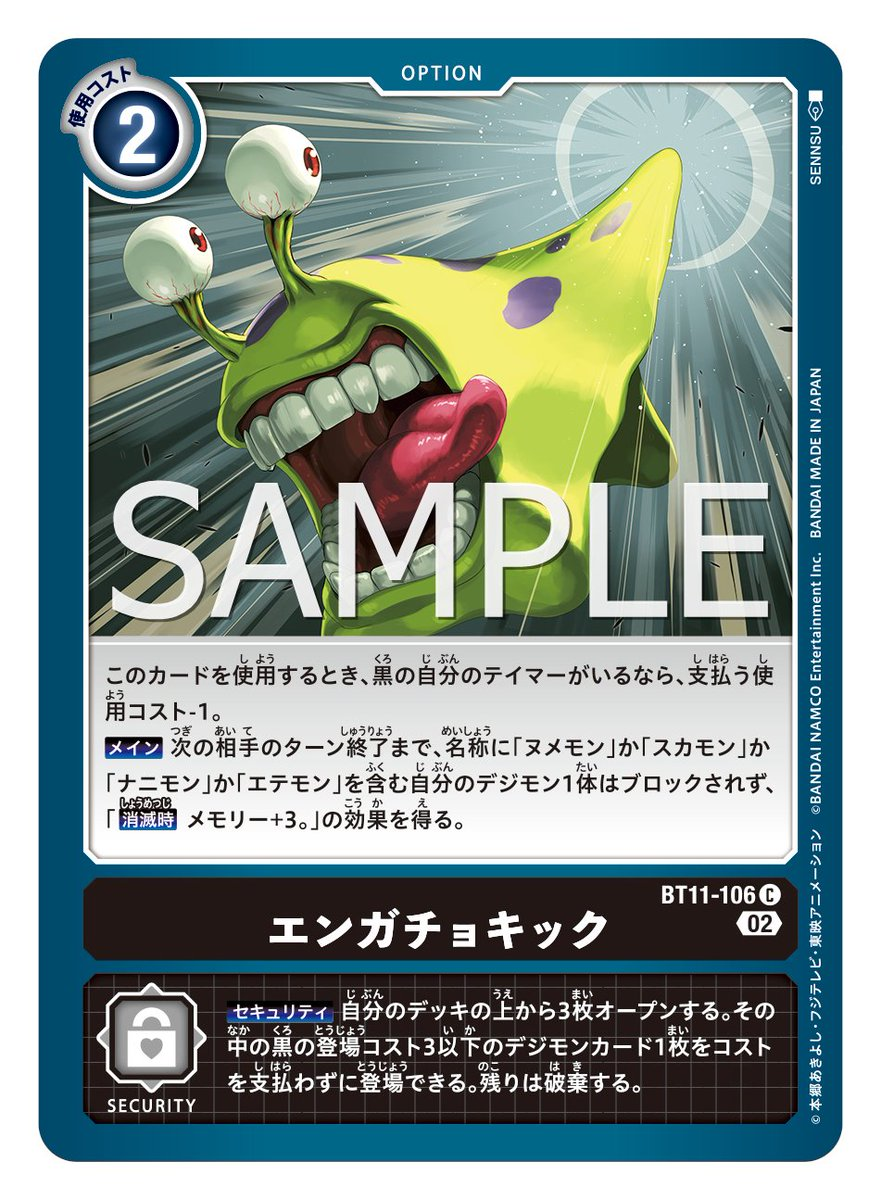 OPTION
使用コスト
2
SENNSU
SAMPLE
このカードを使用するとき、黒の自分のテイマーがいるなら、支払う使
用コスト-1。
メイン 次の相手のターン終了まで、名称に「ヌメモン」か「スカモン」か
「ナニモン」か「エテモン」を含む自分のデジモン1体はブロックされず、
「消滅時 メモリー+3。」の効果を得る。
BT11-106 C
エンガチョキック
02
セキュリティ 自分のデッキの上から3枚オープンする。その
中の黒の登場コスト3以下のデジモンカード1枚をコスト
を支払わずに登場できる。残りは破棄する。
SECURITY
©本郷あきよし・フジテレビ・東映アニメーション ©BANDAI NAMCO Entertainment Inc. BANDAI MADE IN JAPAN